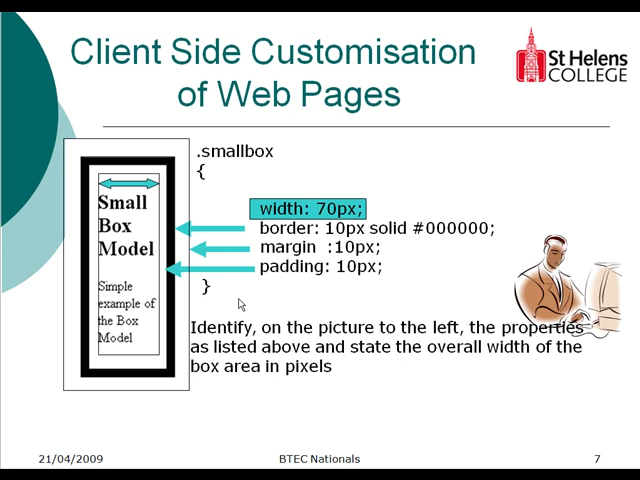 Client Side Customisation
of Web Pages
St Helens
COLLEGE
.smallbox
{
width: 70px;
border: 10px solid #000000;
margin :10px;
padding: 10px;
}
Small
Box
Model
Simple
example of
the Box
Model
Identify, on the picture to the left, the properties
as listed above and state the overall width of the
box area in pixels
21/04/2009
BTEC Nationals
7